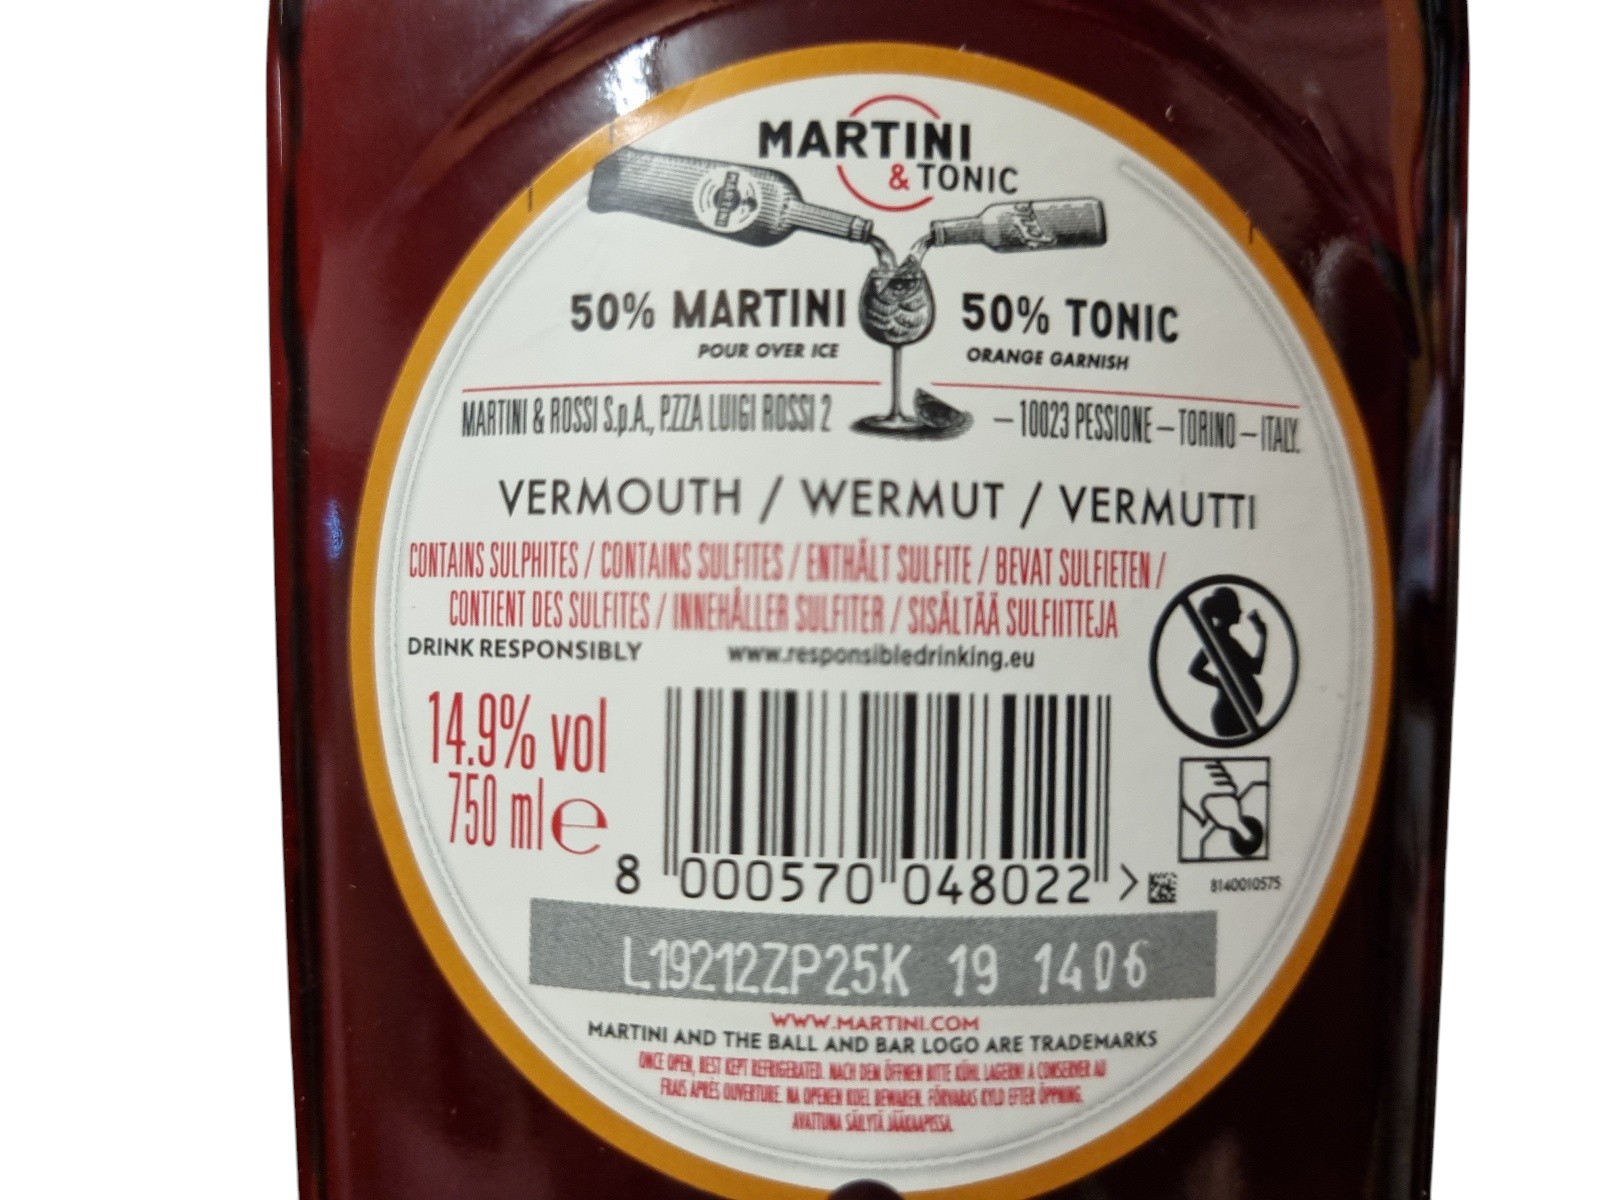 MARTINI
& TONIC
50% MARTINI 50% TONIC
POUR OVER ICE ORANGE GARNISH
MARTINI & ROSSI S.p.A., P.ZZA LUIGI ROSSI 2 – 10023 PESSIONE – TORINO – ITALY.
VERMOUTH / WERMUT / VERMUTTI
CONTAINS SULPHITES / CONTAINS SULFITES / ENTHÄLT SULFITE / BEVAT SULFIETEN /
CONTIENT DES SULFITES / INNEHÅLLER SULFITER / SISÄLTÄÄ SULFIITTEJA
DRINK RESPONSIBLY www.responsibledrinking.eu
14.9% vol
750 ml e
8 000570 048022 >
8140010575
L19212ZP25K 19 1406
WWW.MARTINI.COM
MARTINI AND THE BALL AND BAR LOGO ARE TRADEMARKS
ONCE OPEN, BEST KEPT REFRIGERATED. NACH DEM ÖFFNEN BITTE KÜHL LAGERN! A CONSERVER AU
FRAIS APRÈS OUVERTURE. NA OPENEN KOEL BEWAREN. FÖRVARAS KYLD EFTER ÖPPNING.
AVATTUNA SÄILYTÄ JÄÄKAAPISSA.